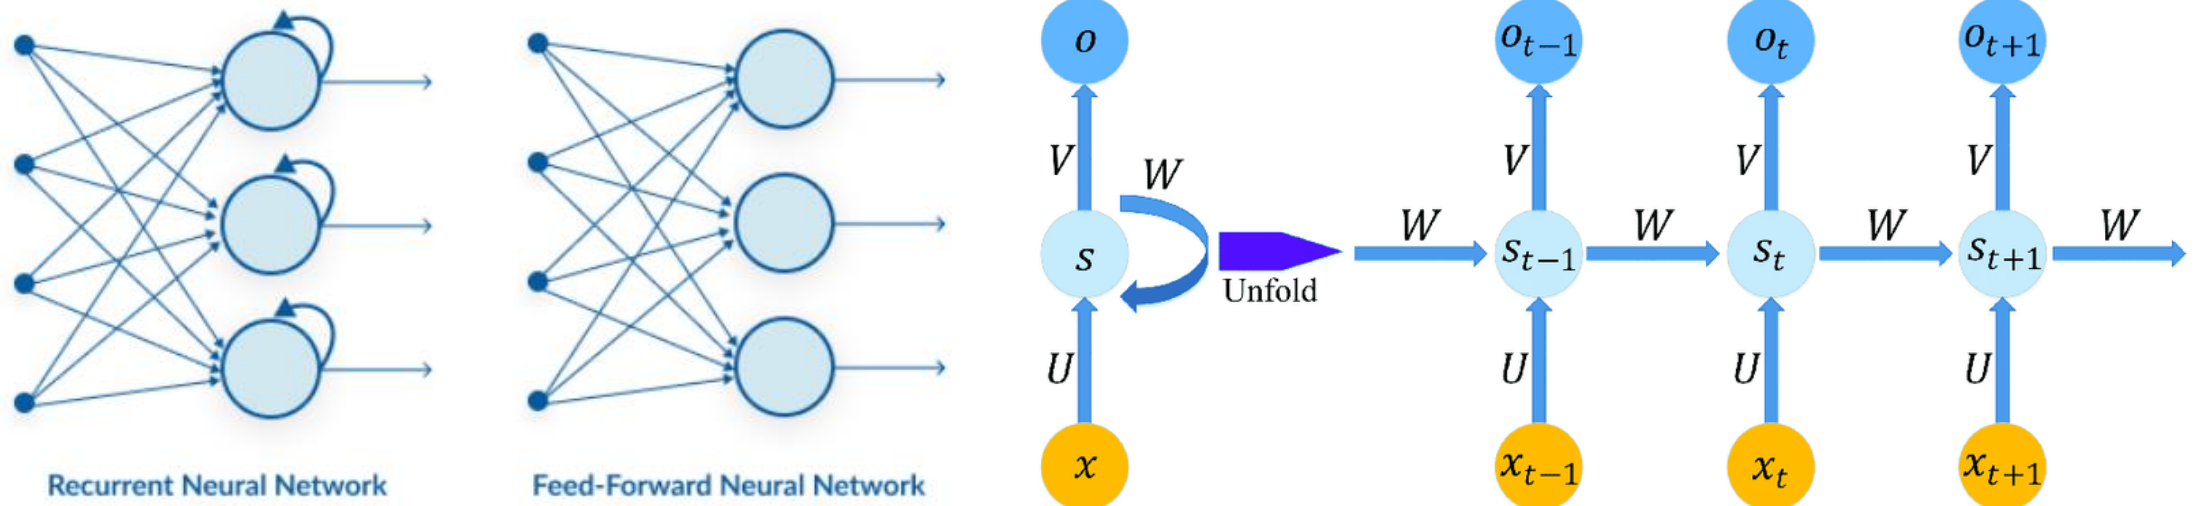 o
o_{t-1}
o_t
o_{t+1}
V
W
V
V
V
W
W
W
W
s
s_{t-1}
s_t
s_{t+1}
Unfold
U
U
U
U
x
x_{t-1}
x_t
x_{t+1}
Recurrent Neural Network
Feed-Forward Neural Network